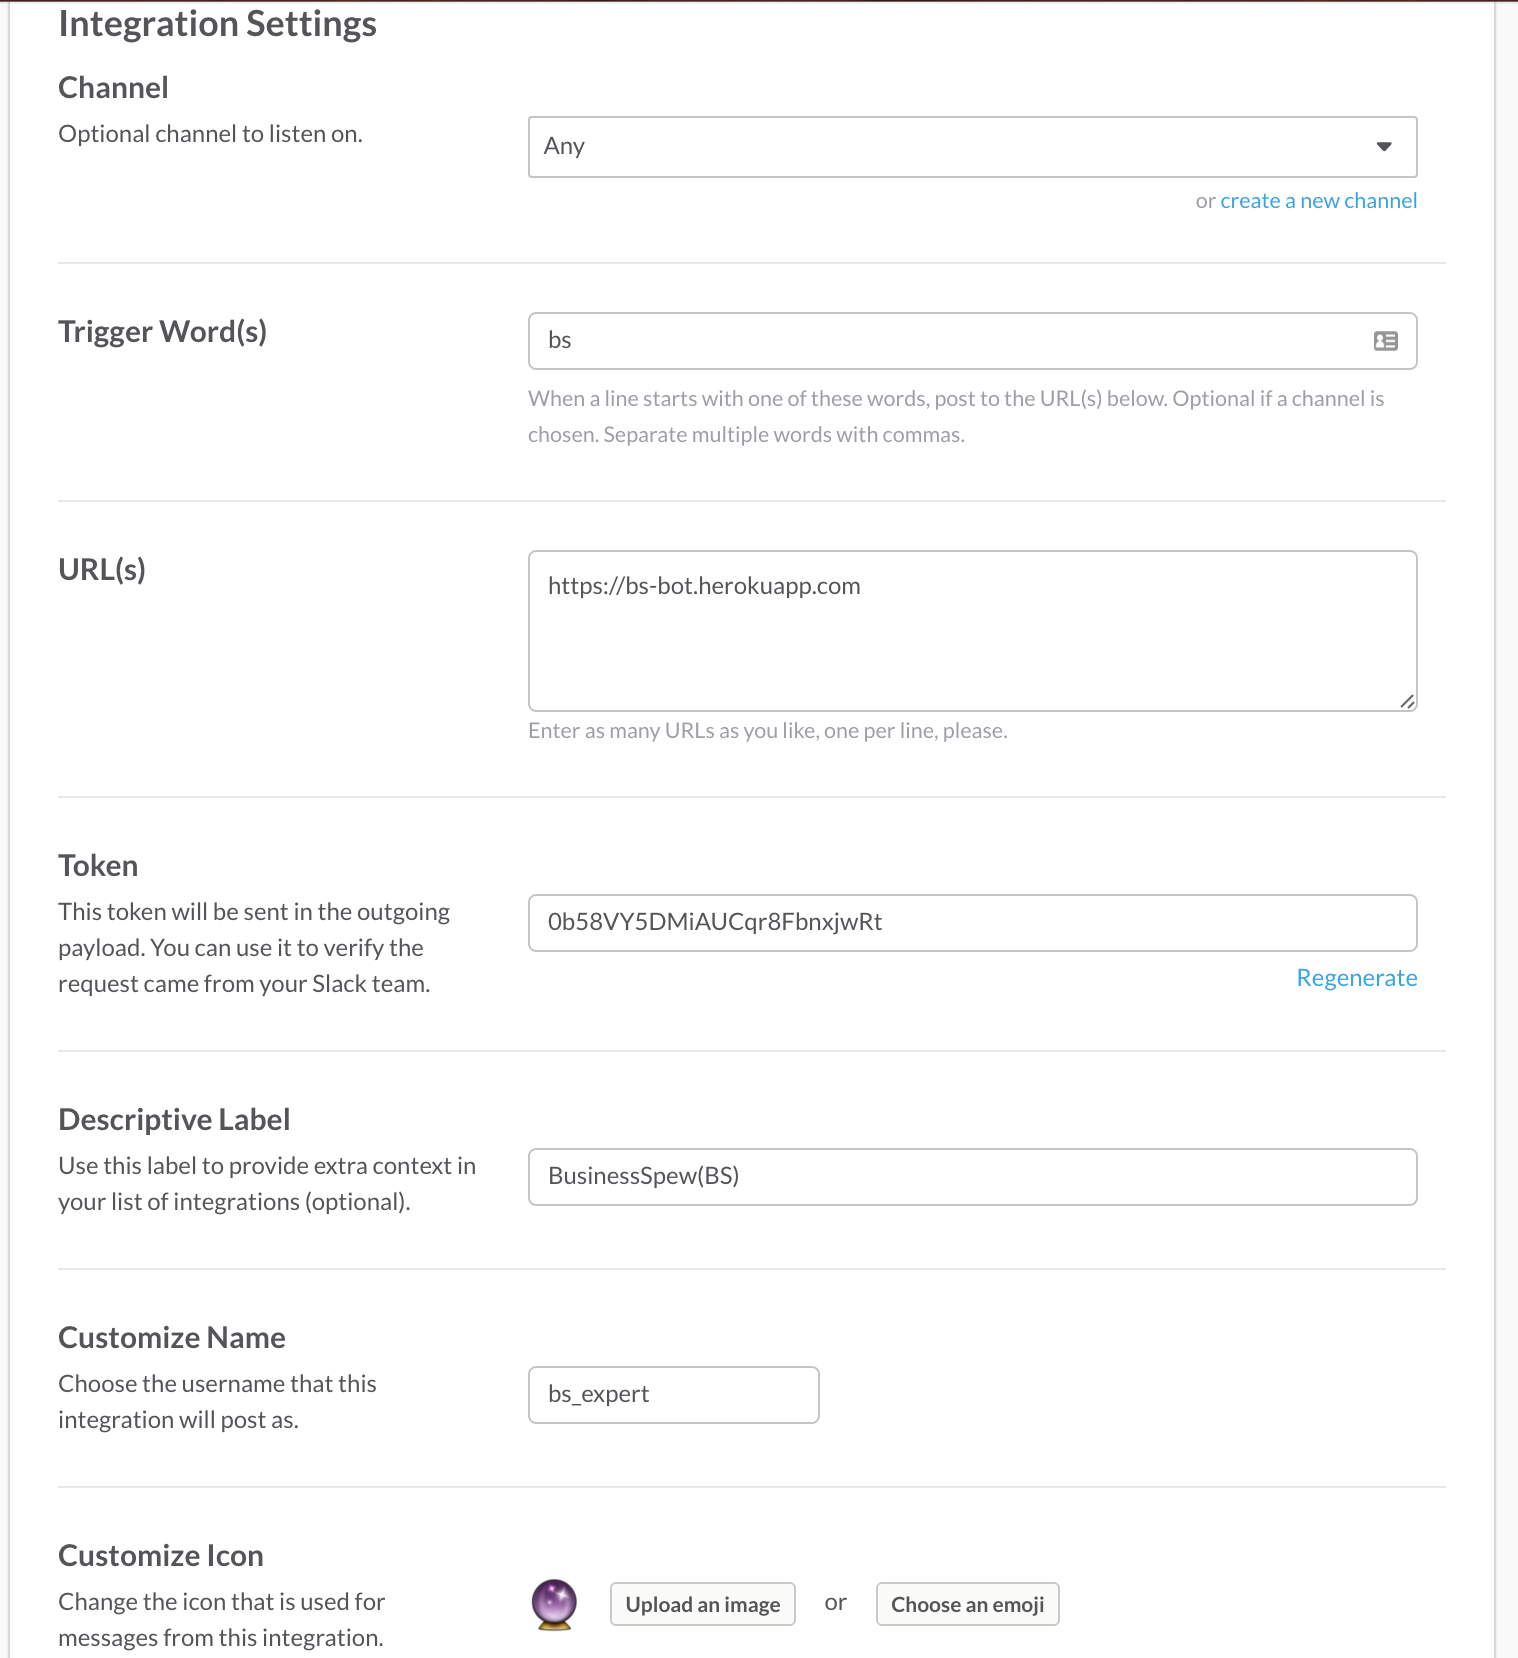 Integration Settings
Channel
Optional channel to listen on.
Any
or create a new channel
Trigger Word(s)
bs
When a line starts with one of these words, post to the URL(s) below. Optional if a channel is
chosen. Separate multiple words with commas.
URL(s)
https://bs-bot.herokuapp.com
Enter as many URLs as you like, one per line, please.
Token
This token will be sent in the outgoing
payload. You can use it to verify the
request came from your Slack team.
0b58VY5DMiAUCqr8FbnxjwRt
Regenerate
Descriptive Label
Use this label to provide extra context in
your list of integrations (optional).
BusinessSpew(BS)
Customize Name
Choose the username that this
integration will post as.
bs_expert
Customize Icon
Change the icon that is used for
messages from this integration.
Upload an image
or
Choose an emoji